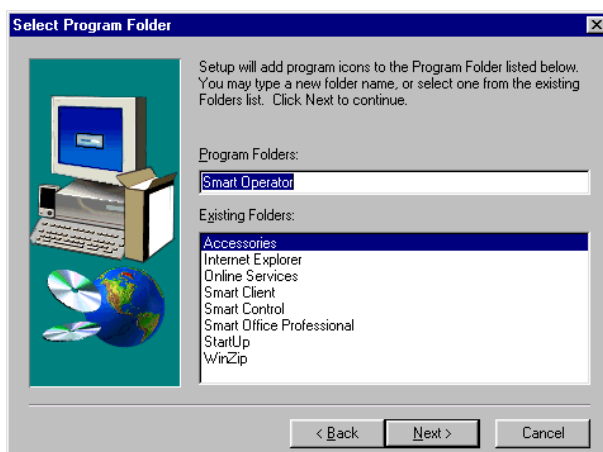 Select Program Folder
Setup will add program icons to the Program Folder listed below.
You may type a new folder name, or select one from the existing
Folders list. Click Next to continue.
Program Folders:
Smart Operator
Existing Folders:
Accessories
Internet Explorer
Online Services
Smart Client
Smart Control
Smart Office Professional
StartUp
WinZip
< Back
Next >
Cancel